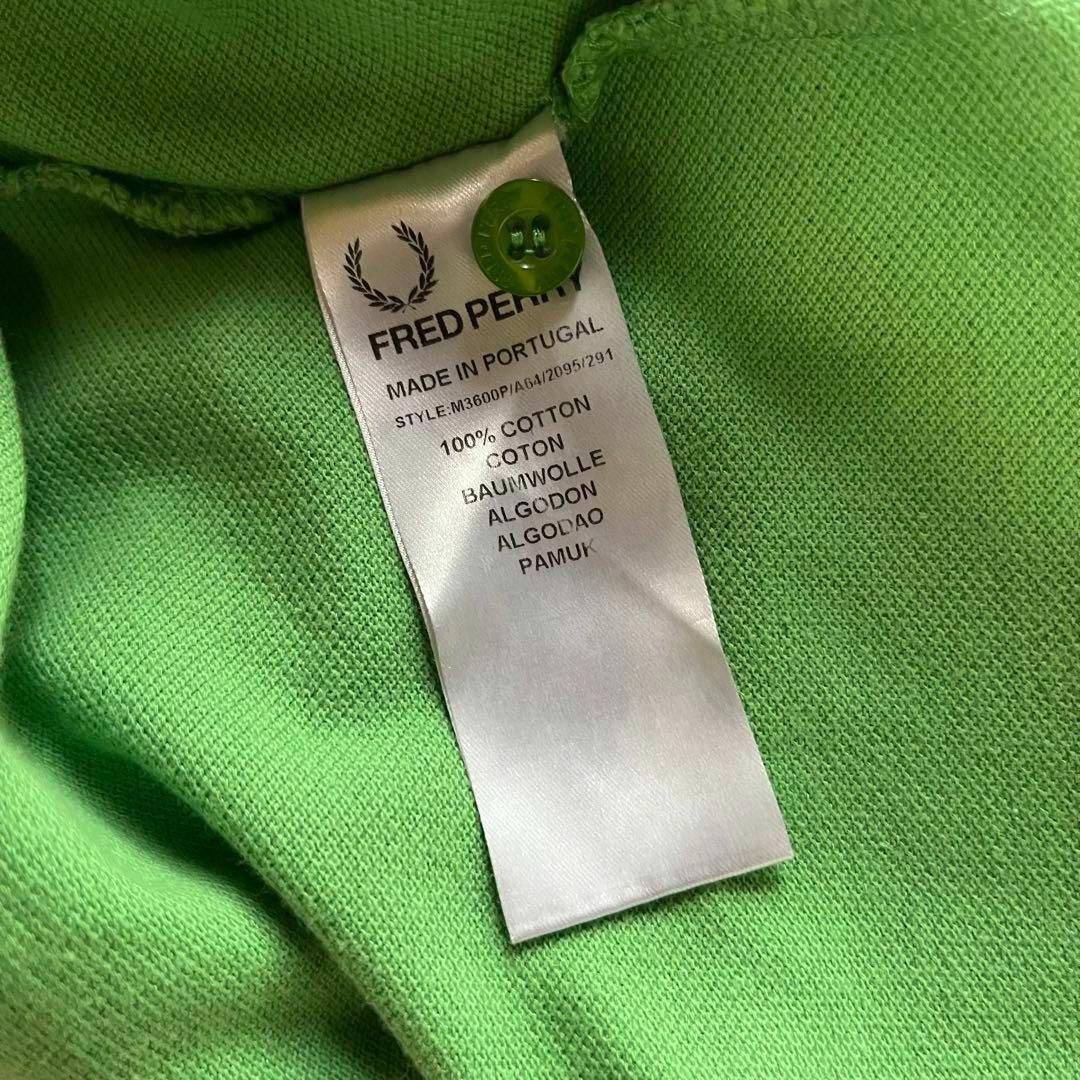 FRED PERRY
MADE IN PORTUGAL
STYLE:M3600P/A64/2095/291
100% COTTON
COTON
BAUMWOLLE
ALGODON
ALGODAO
PAMUK